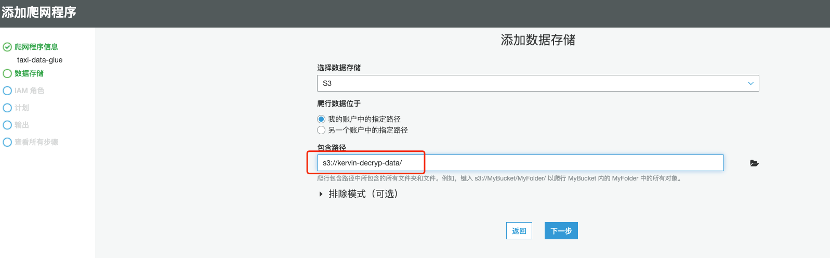 添加爬网程序
爬网程序信息
taxi-data-glue
数据存储
IAM 角色
计划
输出
查看所有步骤
添加数据存储
选择数据存储
S3
爬行数据位于
我的账户中的指定路径
另一个账户中的指定路径
包含路径
s3://kervin-decryp-data/
爬行包含路径中所包含的所有文件夹和文件。例如，键入 s3://MyBucket/MyFolder/ 以爬行 MyBucket 内的 MyFolder 中的所有对象。
排除模式（可选）
返回
下一步